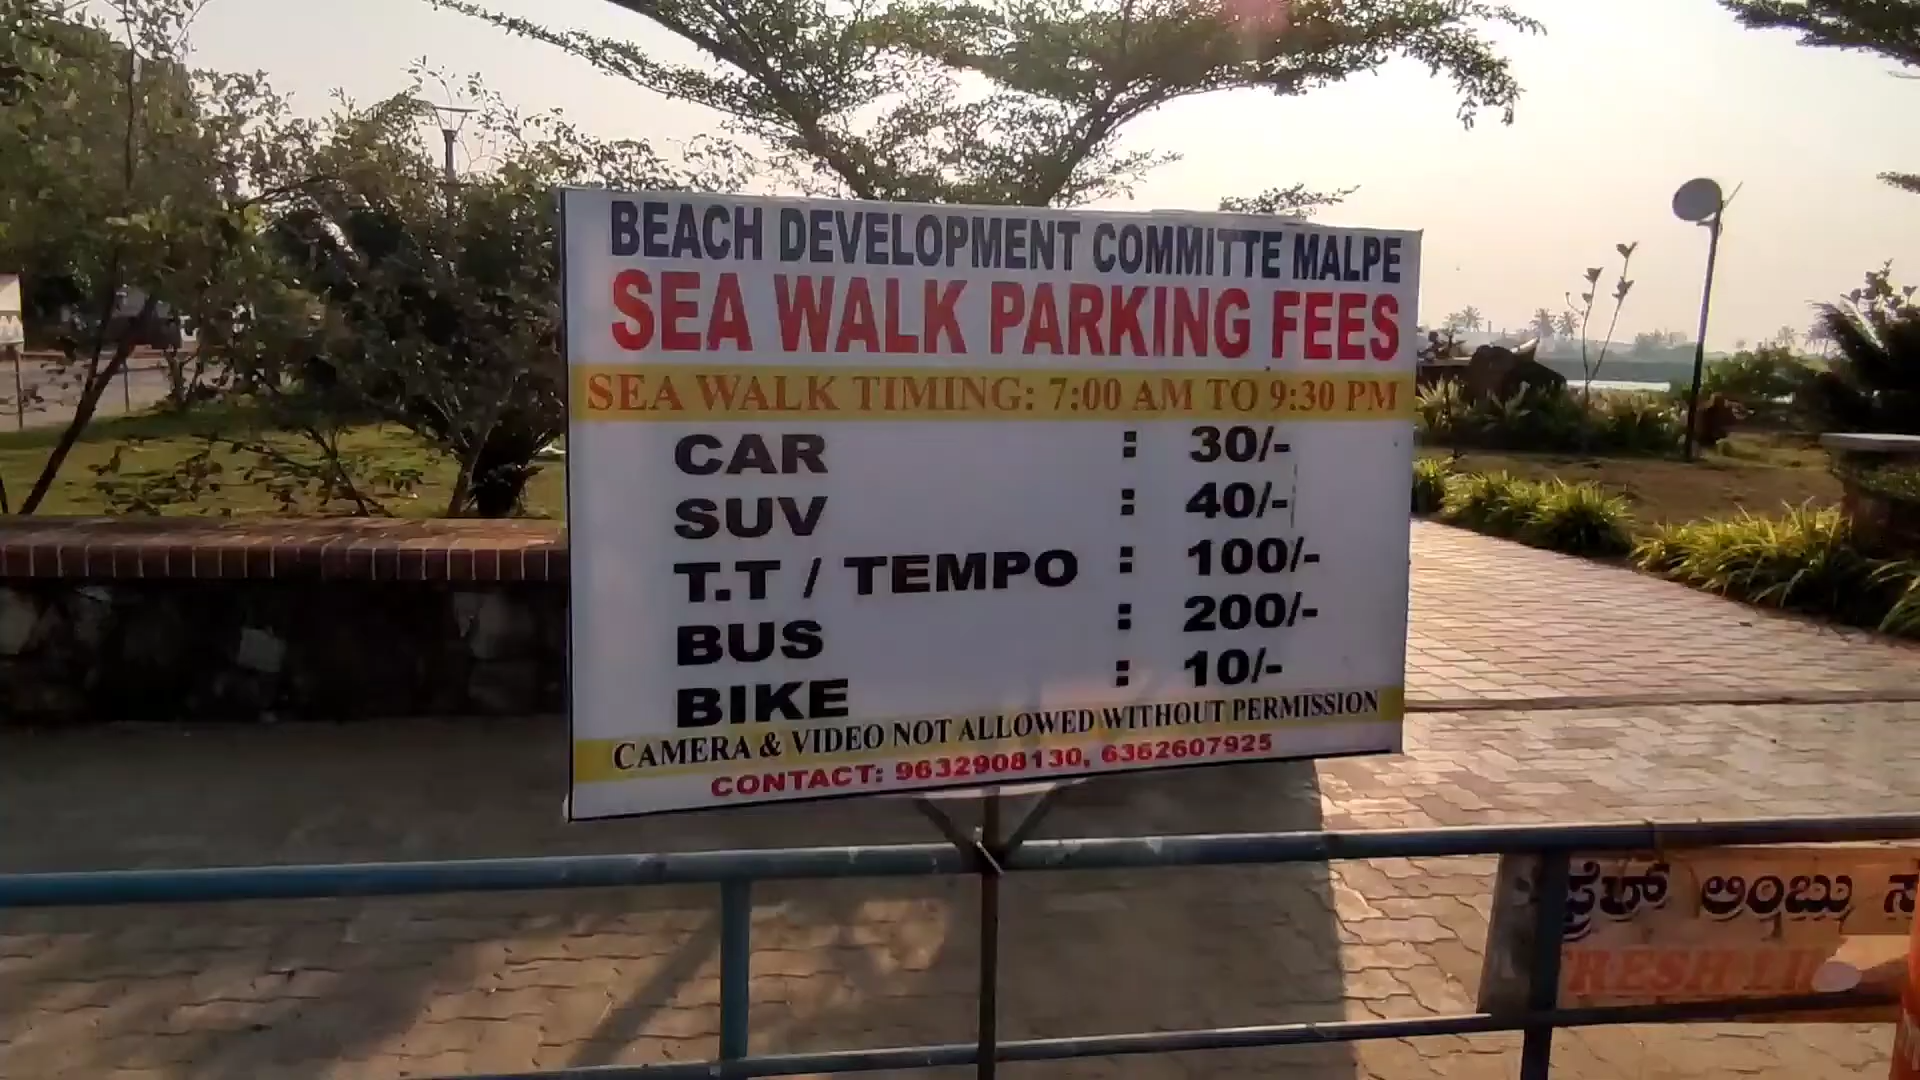 BEACH DEVELOPMENT COMMITTE MALPE
SEA WALK PARKING FEES
SEA WALK TIMING: 7:00 AM TO 9:30 PM
CAR : 30/-
SUV : 40/-
T.T / TEMPO : 100/-
BUS : 200/-
BIKE : 10/-
CAMERA & VIDEO NOT ALLOWED WITHOUT PERMISSION
CONTACT: 9632908130, 6362607925
ಫ್ರೆಶ್ ಲಿಂಬು
FRESH